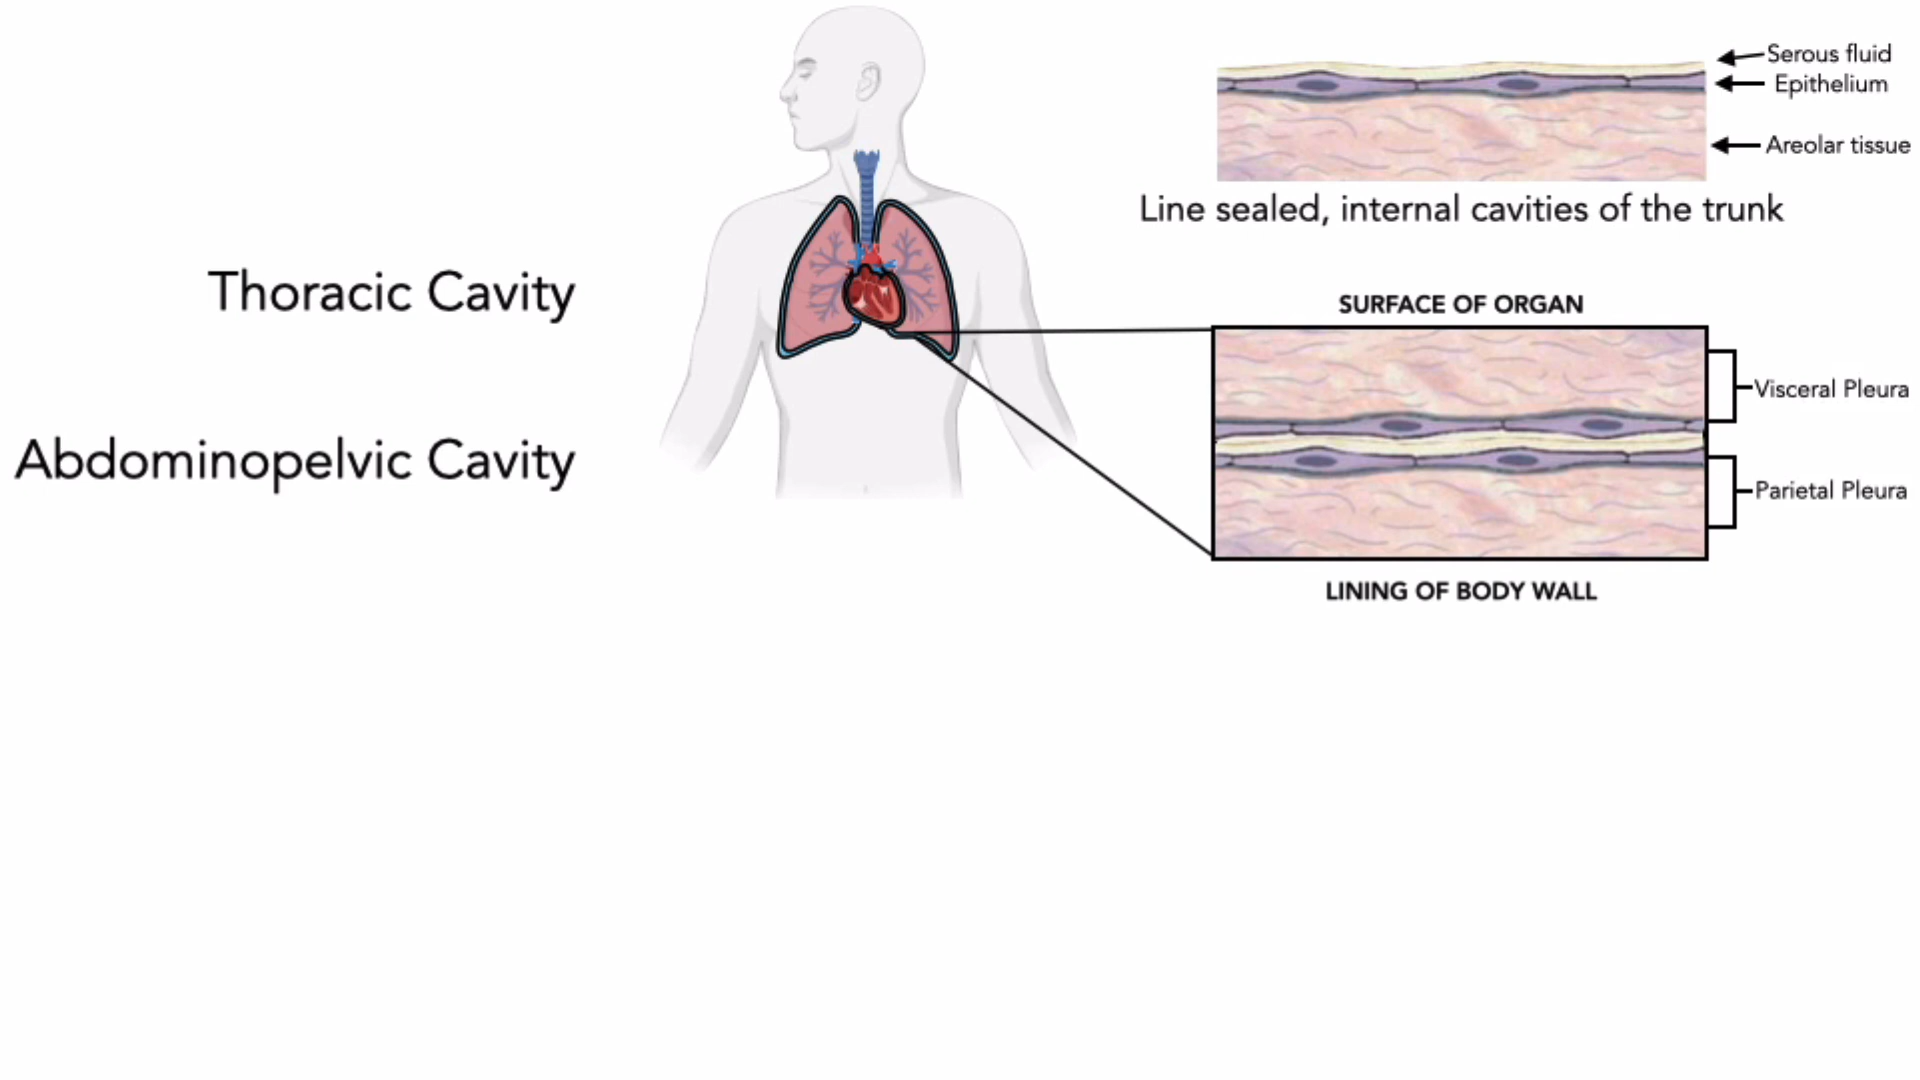 Serous fluid
Epithelium
Areolar tissue
Line sealed, internal cavities of the trunk
Thoracic Cavity
SURFACE OF ORGAN
Visceral Pleura
Abdominopelvic Cavity
Parietal Pleura
LINING OF BODY WALL